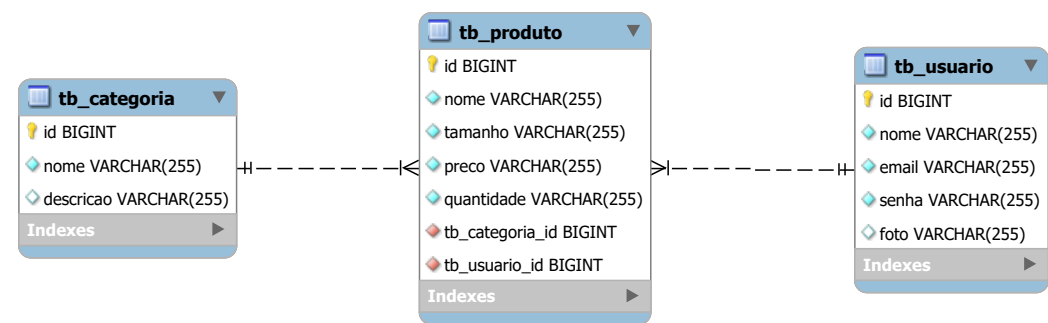 tb_categoria
id BIGINT
nome VARCHAR(255)
descricao VARCHAR(255)
Indexes
tb_produto
id BIGINT
nome VARCHAR(255)
tamanho VARCHAR(255)
preco VARCHAR(255)
quantidade VARCHAR(255)
tb_categoria_id BIGINT
tb_usuario_id BIGINT
Indexes
tb_usuario
id BIGINT
nome VARCHAR(255)
email VARCHAR(255)
senha VARCHAR(255)
foto VARCHAR(255)
Indexes